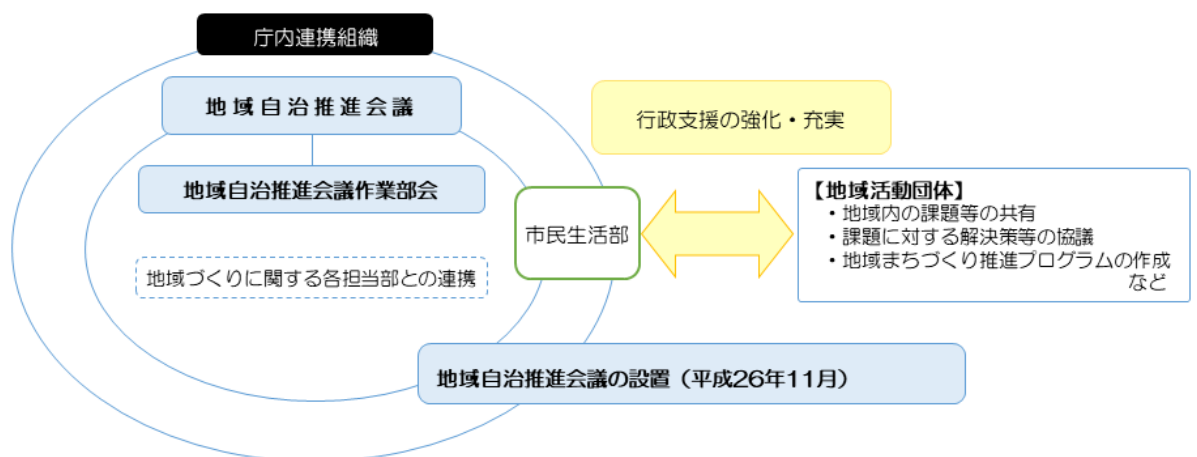 庁内連携組織
地域自治推進会議
行政支援の強化・充実
地域自治推進会議作業部会
市民生活部
【地域活動団体】
・地域内の課題等の共有
・課題に対する解決策等の協議
・地域まちづくり推進プログラムの作成
など
地域づくりに関する各担当部との連携
地域自治推進会議の設置（平成26年11月）